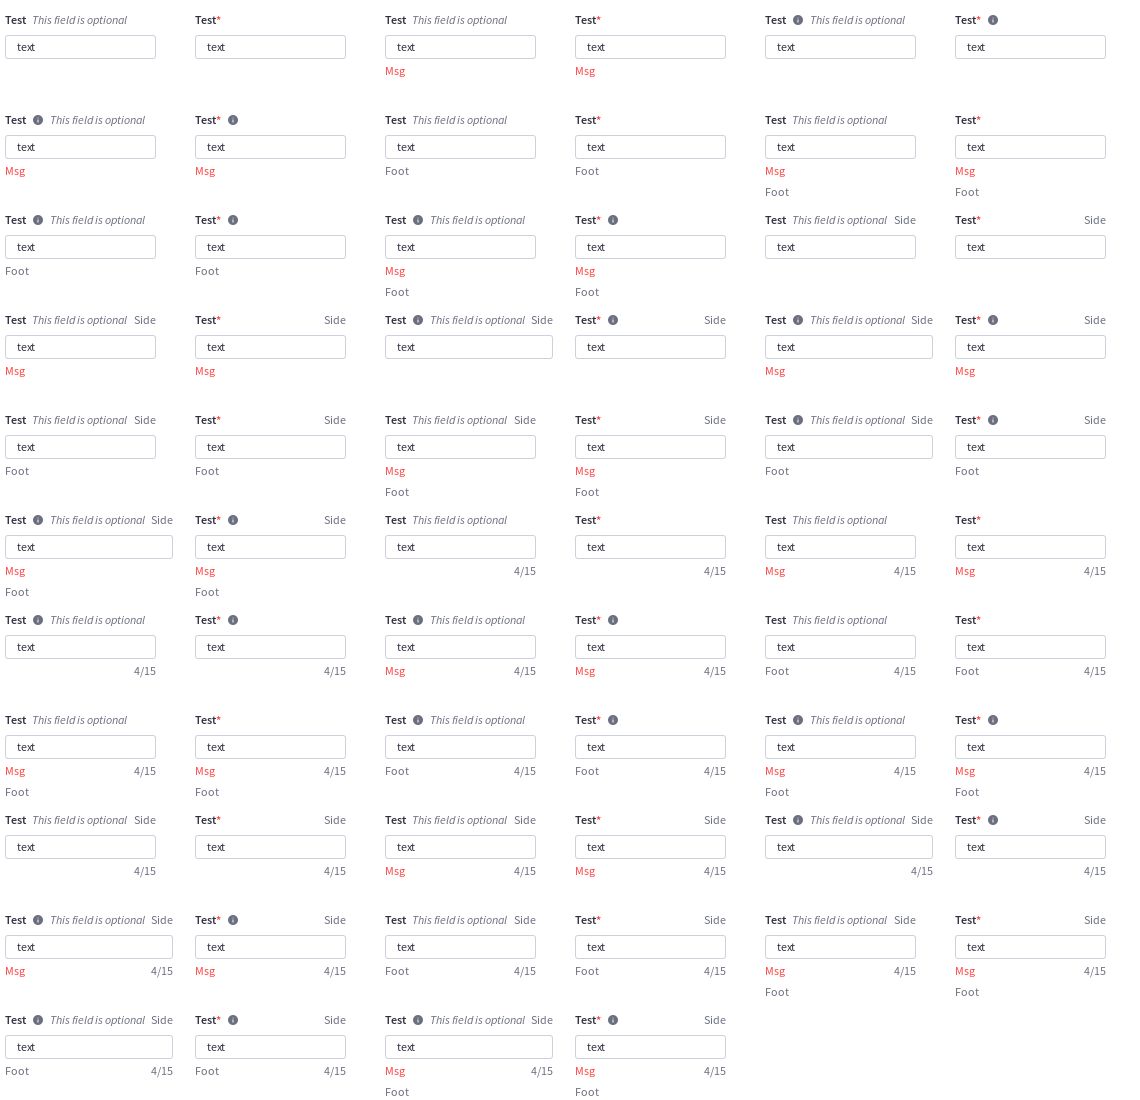 Test This field is optional Test* Test This field is optional Test* Test This field is optional Test*
text text text text text text
Msg Msg
Test This field is optional Test* Test This field is optional Test* Test This field is optional Test*
text text text text text text
Msg Msg Foot Foot Msg Msg
Foot Foot
Test This field is optional Test* Test This field is optional Test* Test This field is optional Side Test* Side
text text text text text text
Foot Foot Msg Msg
Foot Foot
Test This field is optional Side Test* Side Test This field is optional Side Test* Side Test This field is optional Side Test* Side
text text text text text text
Msg Msg Msg Msg
Test This field is optional Side Test* Side Test This field is optional Side Test* Side Test This field is optional Side Test* Side
text text text text text text
Foot Foot Msg Msg Foot Foot
Foot Foot
Test This field is optional Side Test* Side Test This field is optional Test* Test This field is optional Test*
text text text text text text
Msg Msg 4/15 4/15 Msg 4/15 Msg 4/15
Foot Foot
Test This field is optional Test* Test This field is optional Test* Test This field is optional Test*
text text text text text text
4/15 4/15 Msg 4/15 Msg 4/15 Foot 4/15 Foot 4/15
Test This field is optional Test* Test This field is optional Test* Test This field is optional Test*
text text text text text text
Msg 4/15 Msg 4/15 Foot 4/15 Foot 4/15 Msg 4/15 Msg 4/15
Foot Foot Foot Foot
Test This field is optional Side Test* Side Test This field is optional Side Test* Side Test This field is optional Side Test* Side
text text text text text text
4/15 4/15 Msg 4/15 Msg 4/15 4/15 4/15
Test This field is optional Side Test* Side Test This field is optional Side Test* Side Test This field is optional Side Test* Side
text text text text text text
Msg 4/15 Msg 4/15 Foot 4/15 Foot 4/15 Msg 4/15 Msg 4/15
Foot Foot
Test This field is optional Side Test* Side Test This field is optional Side Test* Side
text text text text
Foot 4/15 Foot 4/15 Msg 4/15 Msg 4/15
Foot Foot